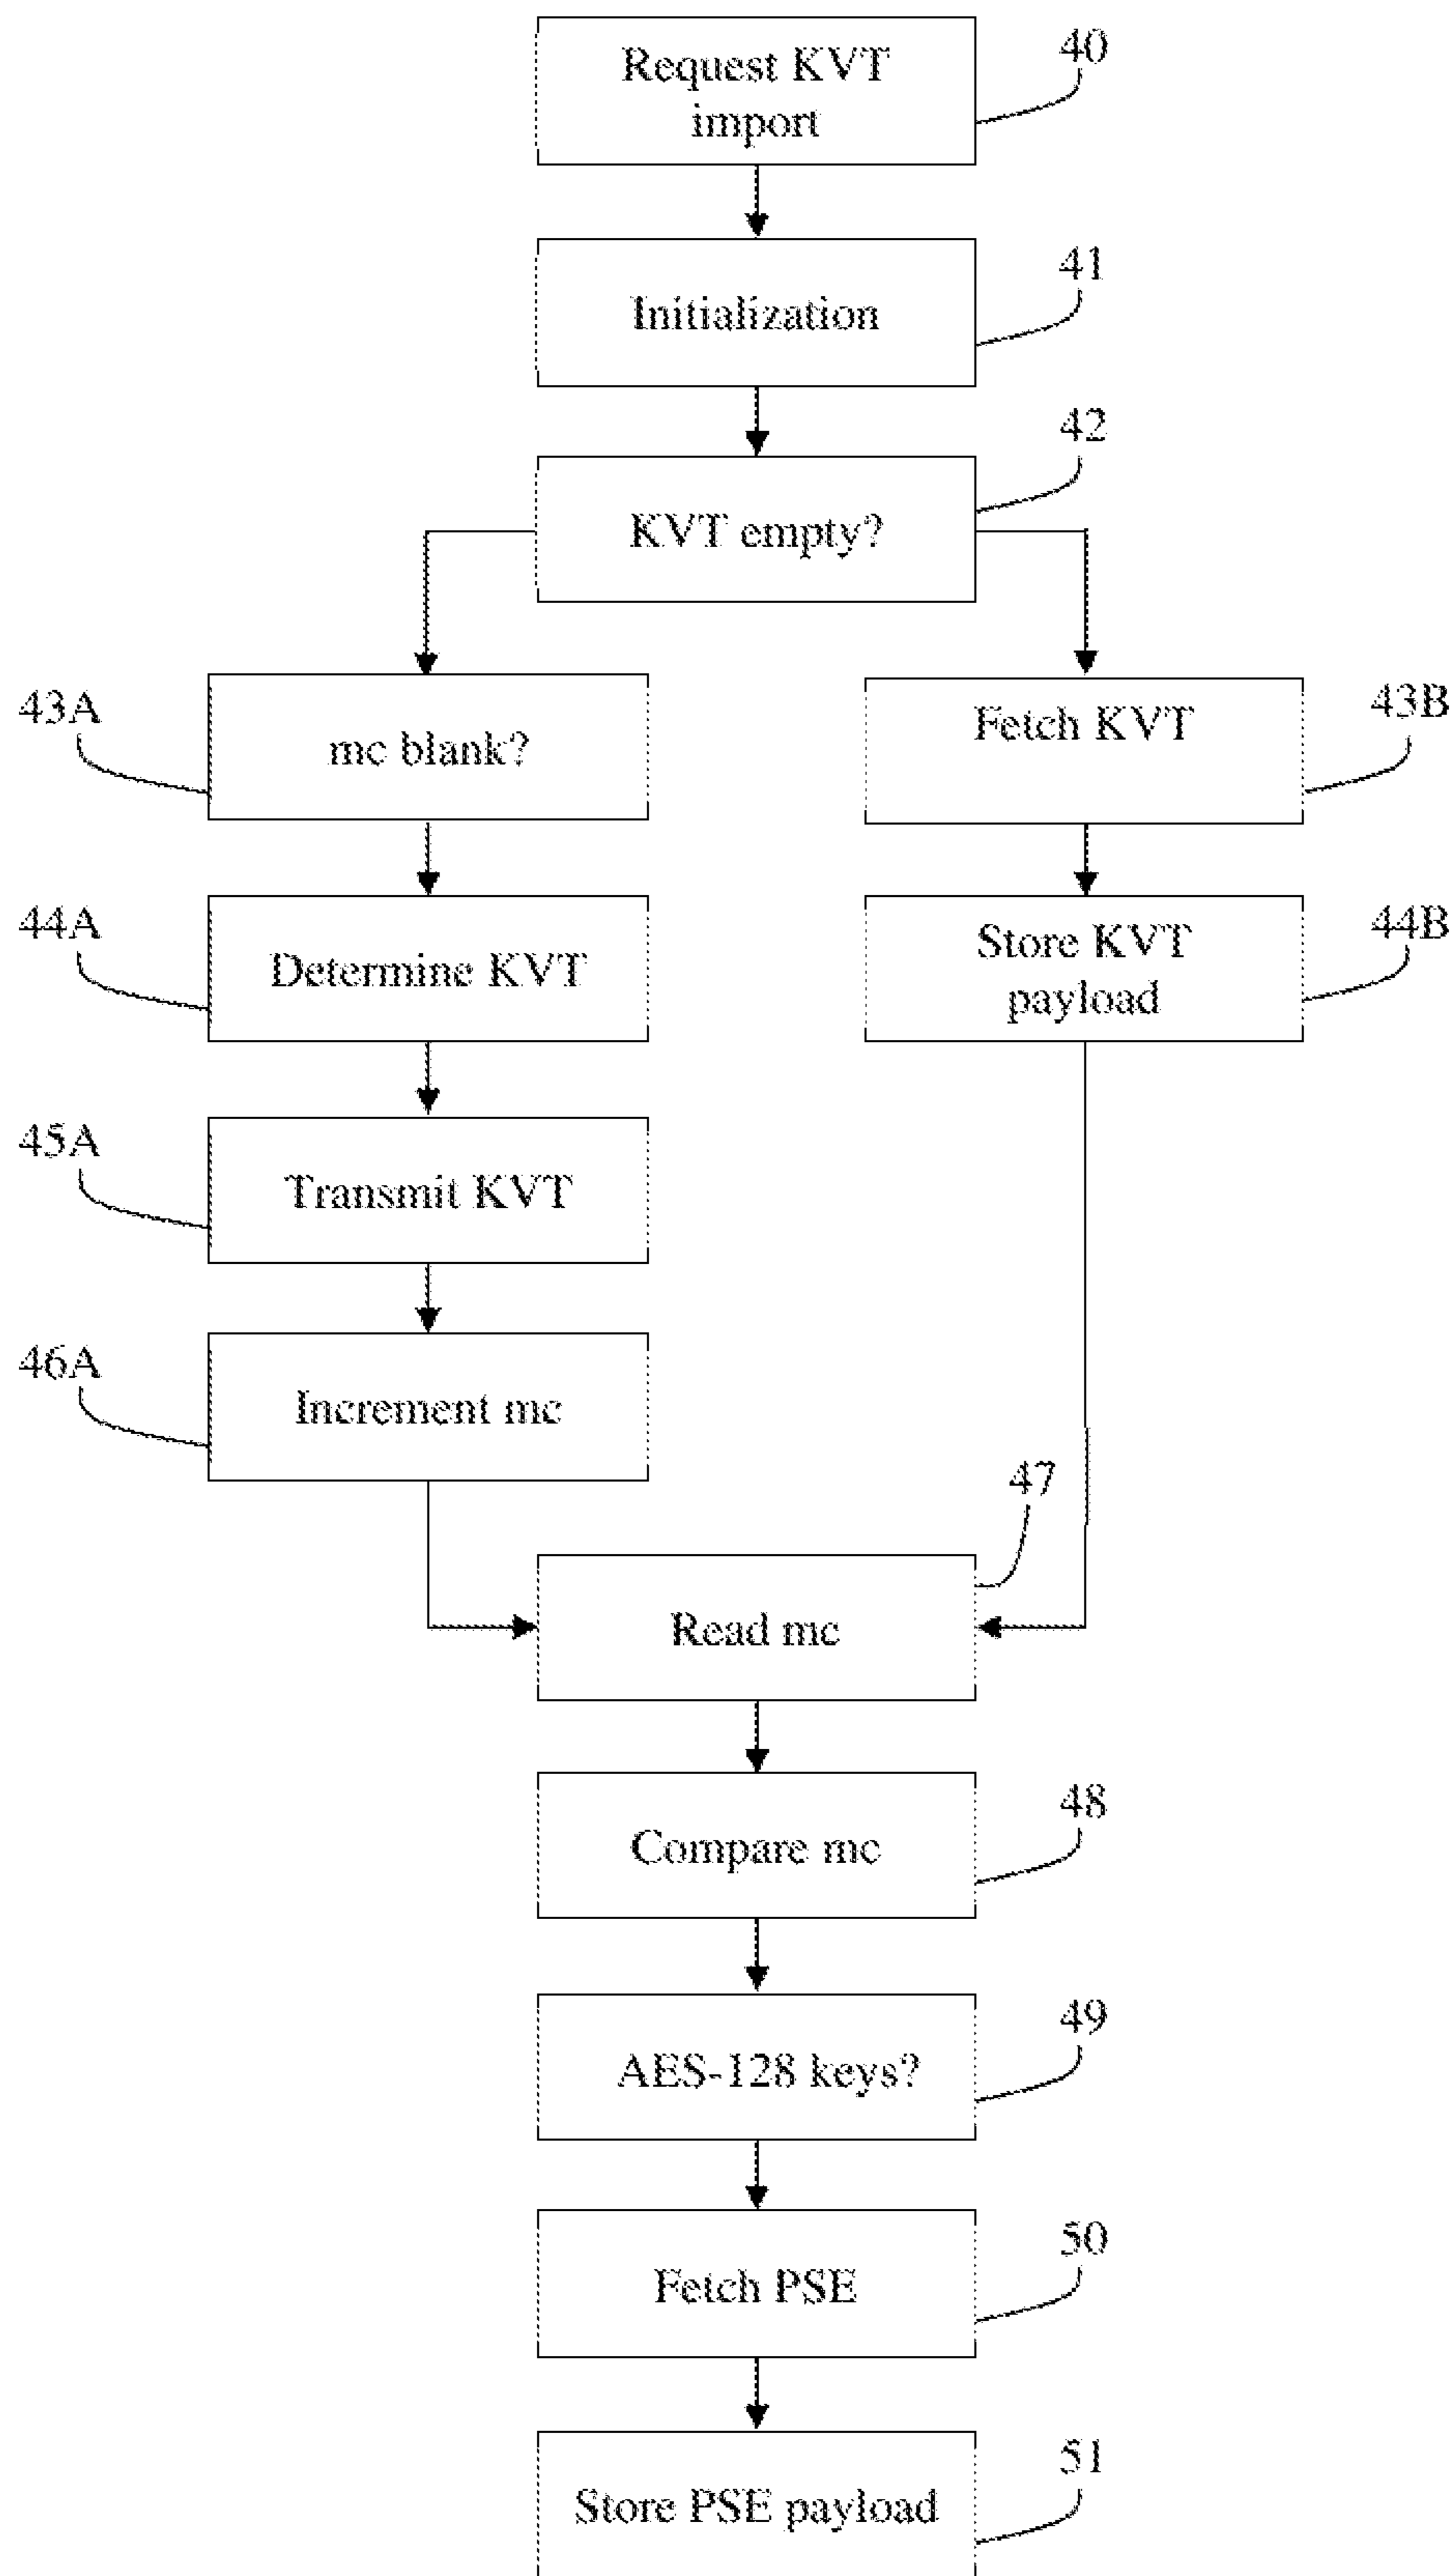 Request KVT
import
40
Initialization
41
42
KVT empty?
43A
mc blank?
Fetch KVT
43B
44A
Determine KVT
Store KVT
payload
44B
45A
Transmit KVT
46A
Increment mc
47
Read mc
48
Compare mc
49
AES-128 keys?
50
Fetch PSE
51
Store PSE payload